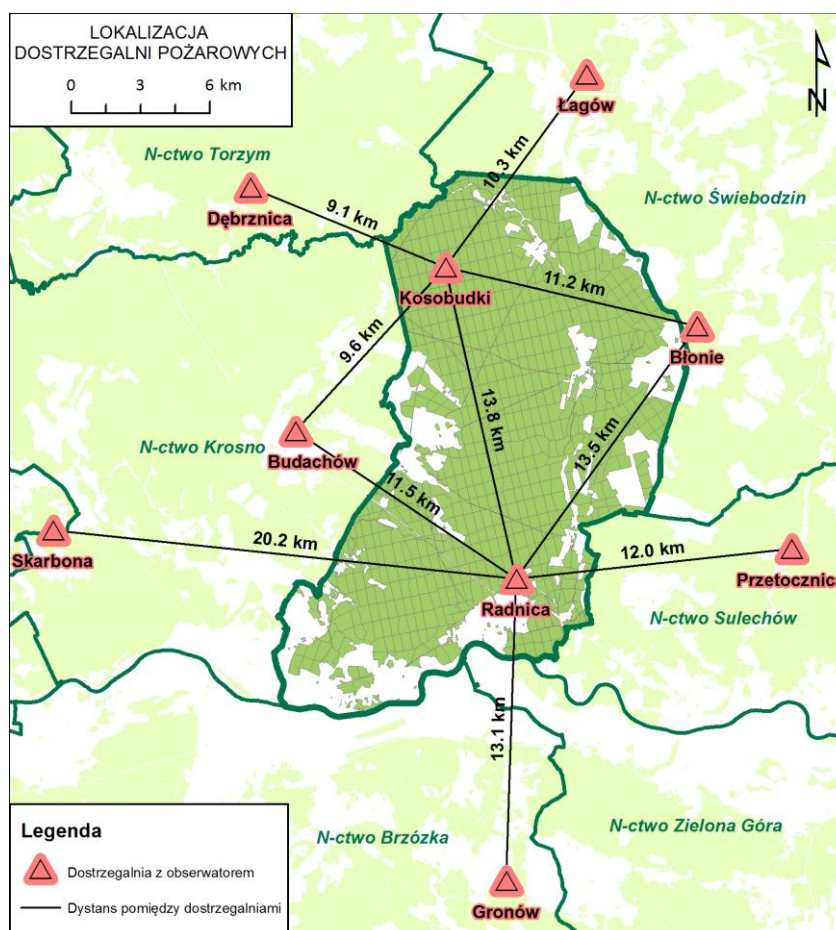 LOKALIZACJA
DOSTRZEGALNI POŻAROWYCH
0 3 6 km
N
Łagów
10.3 km
N-ctwo Torzym
Dębrznica
9.1 km
N-ctwo Świebodzin
Kosobudki
11.2 km
Błonie
9.6 km
13.8 km
13.5 km
N-ctwo Krosno
Budachów
11.5 km
Skarbona
20.2 km
12.0 km
Przetocznic
Radnica
N-ctwo Sulechów
13.1 km
N-ctwo Brzózka
N-ctwo Zielona Góra
Gronów
Legenda
Dostrzegalnia z obserwatorem
Dystans pomiędzy dostrzegalniami